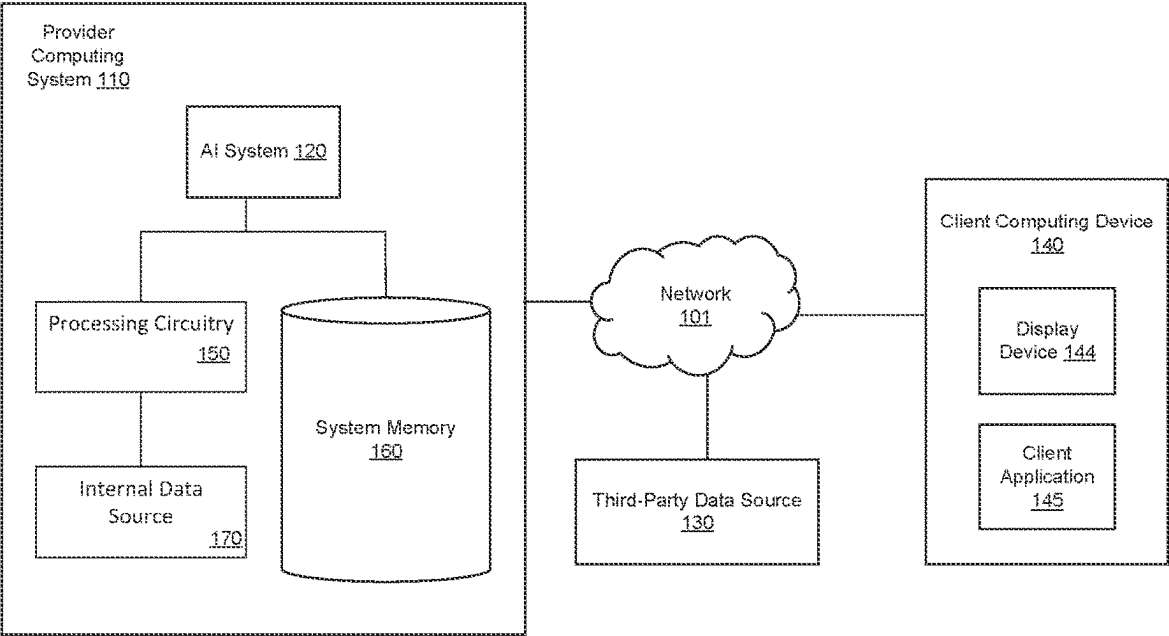 Provider
Computing
System 110
AI System 120
Processing Circuitry
150
Internal Data
Source
170
System Memory
160
Network
101
Third-Party Data Source
130
Client Computing Device
140
Display
Device 144
Client
Application
145